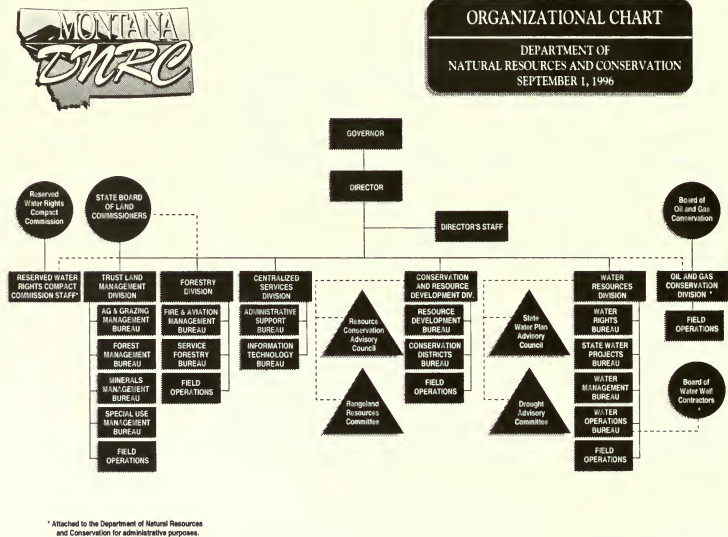 MONTANA
DNRC
ORGANIZATIONAL CHART
DEPARTMENT OF
NATURAL RESOURCES AND CONSERVATION
SEPTEMBER 1, 1996
GOVERNOR
DIRECTOR
DIRECTOR'S STAFF
Reserved
Water Rights
Compact
Commission
STATE BOARD
OF LAND
COMMISSIONERS
Board of
Oil and Gas
Conservation
RESERVED WATER
RIGHTS COMPACT
COMMISSION STAFF*
TRUST LAND
MANAGEMENT
DIVISION
AG & GRAZING
MANAGEMENT
BUREAU
FOREST
MANAGEMENT
BUREAU
MINERALS
MANAGEMENT
BUREAU
SPECIAL USE
MANAGEMENT
BUREAU
FIELD
OPERATIONS
FORESTRY
DIVISION
FIRE & AVIATION
MANAGEMENT
BUREAU
SERVICE
FORESTRY
BUREAU
FIELD
OPERATIONS
CENTRALIZED
SERVICES
DIVISION
ADMINISTRATIVE
SUPPORT
BUREAU
INFORMATION
TECHNOLOGY
BUREAU
Resource
Conservation
Advisory
Council
Rangeland
Resources
Committee
CONSERVATION
AND RESOURCE
DEVELOPMENT DIV.
RESOURCE
DEVELOPMENT
BUREAU
CONSERVATION
DISTRICTS
BUREAU
FIELD
OPERATIONS
State
Water Plan
Advisory
Council
Drought
Advisory
Committee
WATER
RESOURCES
DIVISION
WATER
RIGHTS
BUREAU
STATE WATER
PROJECTS
BUREAU
WATER
MANAGEMENT
BUREAU
WATER
OPERATIONS
BUREAU
FIELD
OPERATIONS
OIL AND GAS
CONSERVATION
DIVISION *
FIELD
OPERATIONS
Board of
Water Well
Contractors
*
* Attached to the Department of Natural Resources
and Conservation for administrative purposes.